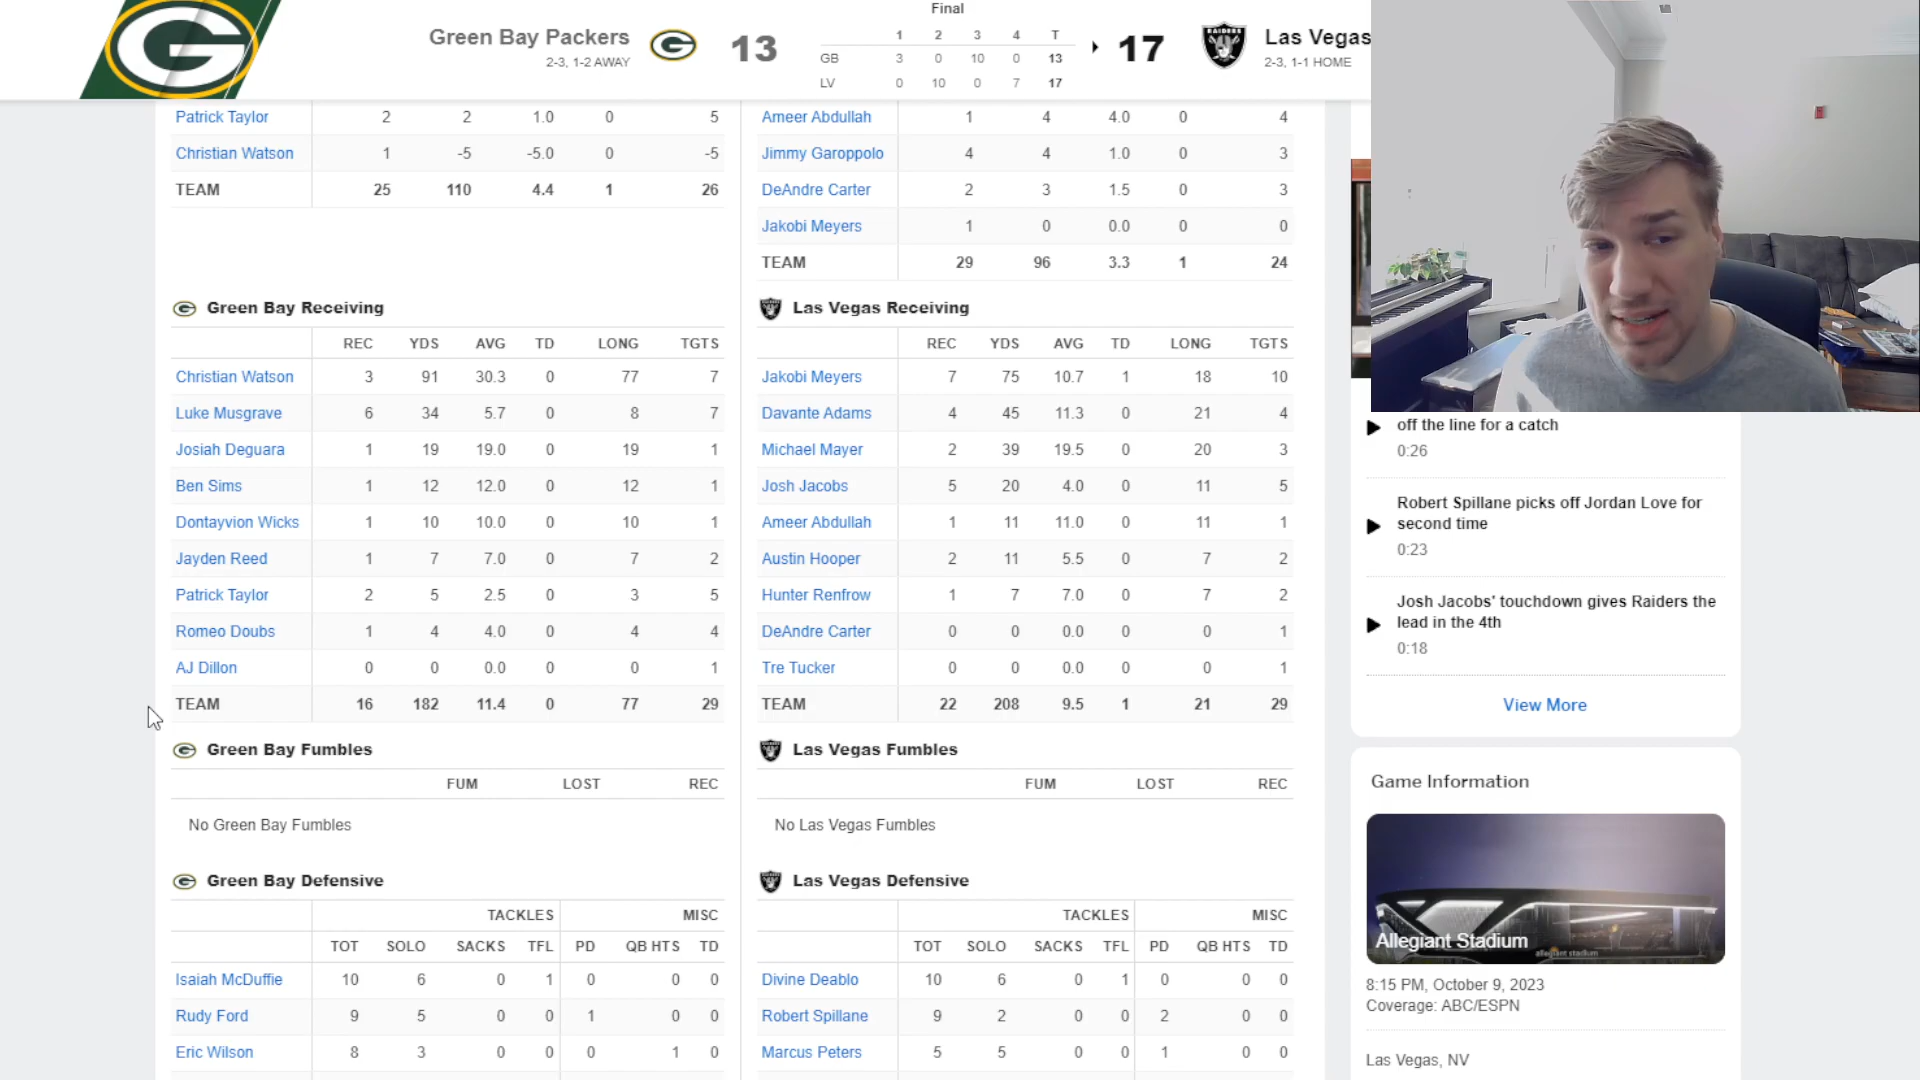 Final
Green Bay Packers
2-3, 1-2 AWAY
13
1 2 3 4 T
GB 3 0 10 0 13
LV 0 10 0 7 17
17
RAIDERS
Las Vegas
2-3, 1-1 HOME
Patrick Taylor 2 2 1.0 0 5
Christian Watson 1 -5 -5.0 0 -5
TEAM 25 110 4.4 1 26
Ameer Abdullah 1 4 4.0 0 4
Jimmy Garoppolo 4 4 1.0 0 3
DeAndre Carter 2 3 1.5 0 3
Jakobi Meyers 1 0 0.0 0 0
TEAM 29 96 3.3 1 24
Green Bay Receiving
REC YDS AVG TD LONG TGTS
Christian Watson 3 91 30.3 0 77 7
Luke Musgrave 6 34 5.7 0 8 7
Josiah Deguara 1 19 19.0 0 19 1
Ben Sims 1 12 12.0 0 12 1
Dontayvion Wicks 1 10 10.0 0 10 1
Jayden Reed 1 7 7.0 0 7 2
Patrick Taylor 2 5 2.5 0 3 5
Romeo Doubs 1 4 4.0 0 4 4
AJ Dillon 0 0 0.0 0 0 1
TEAM 16 182 11.4 0 77 29
Las Vegas Receiving
REC YDS AVG TD LONG TGTS
Jakobi Meyers 7 75 10.7 1 18 10
Davante Adams 4 45 11.3 0 21 4
Michael Mayer 2 39 19.5 0 20 3
Josh Jacobs 5 20 4.0 0 11 5
Ameer Abdullah 1 11 11.0 0 11 1
Austin Hooper 2 11 5.5 0 7 2
Hunter Renfrow 1 7 7.0 0 7 2
DeAndre Carter 0 0 0.0 0 0 1
Tre Tucker 0 0 0.0 0 0 1
TEAM 22 208 9.5 1 21 29
Green Bay Fumbles
FUM LOST REC
No Green Bay Fumbles
Las Vegas Fumbles
FUM LOST REC
No Las Vegas Fumbles
Green Bay Defensive
TACKLES MISC
TOT SOLO SACKS TFL PD QB HTS TD
Isaiah McDuffie 10 6 0 1 0 0 0
Rudy Ford 9 5 0 0 1 0 0
Eric Wilson 8 3 0 0 0 1 0
Las Vegas Defensive
TACKLES MISC
TOT SOLO SACKS TFL PD QB HTS TD
Divine Deablo 10 6 0 1 0 0 0
Robert Spillane 9 2 0 0 2 0 0
Marcus Peters 5 5 0 0 1 0 0
off the line for a catch
0:26
Robert Spillane picks off Jordan Love for
second time
0:23
Josh Jacobs' touchdown gives Raiders the
lead in the 4th
0:18
View More
Game Information
Allegiant Stadium
allegiant stadium
8:15 PM, October 9, 2023
Coverage: ABC/ESPN
Las Vegas, NV